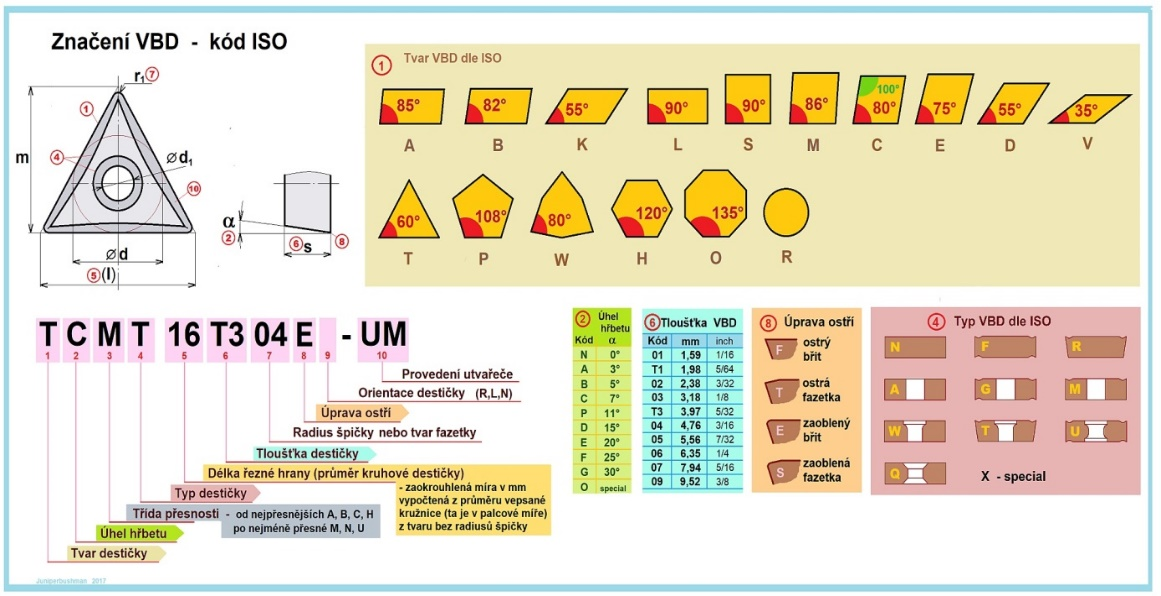 Značení VBD - kód ISO
r₁ 7
1
m
4
Ø d₁
10
Ø d
5 (l)
α
2
6
s
8
1 Tvar VBD dle ISO
85° 82° 55° 90° 90° 86° 100° 80° 75° 55° 35°
A B K L S M C E D V
60° 108° 80° 120° 135°
T P W H O R
T C M T 16 T3 04 E - UM
1 2 3 4 5 6 7 8 9 10
Provedení utvařeče
Orientace destičky (R,L,N)
Úprava ostří
Radius špičky nebo tvar fazetky
Tloušťka destičky
Délka řezné hrany (průměr kruhové destičky)
- zaokrouhlená míra v mm
vypočtená z průměru vepsané
kružnice (ta je v palcové míře)
z tvaru bez radiusů špičky
Typ destičky
Třída přesnosti - od nejpřesnějších A, B, C, H
po nejméně přesné M, N, U
Úhel hřbetu
Tvar destičky
2 Úhel
hřbetu
Kód α
N 0°
A 3°
B 5°
C 7°
P 11°
D 15°
E 20°
F 25°
G 30°
O special
6 Tloušťka VBD
Kód mm inch
01 1,59 1/16
T1 1,98 5/64
02 2,38 3/32
03 3,18 1/8
T3 3,97 5/32
04 4,76 3/16
05 5,56 7/32
06 6,35 1/4
07 7,94 5/16
09 9,52 3/8
8 Úprava ostří
F ostrý
břit
T ostrá
fazetka
E zaoblený
břit
S zaoblená
fazetka
4 Typ VBD dle ISO
N F R
A G M
W T U
Q X - special
Juniperbushman 2017